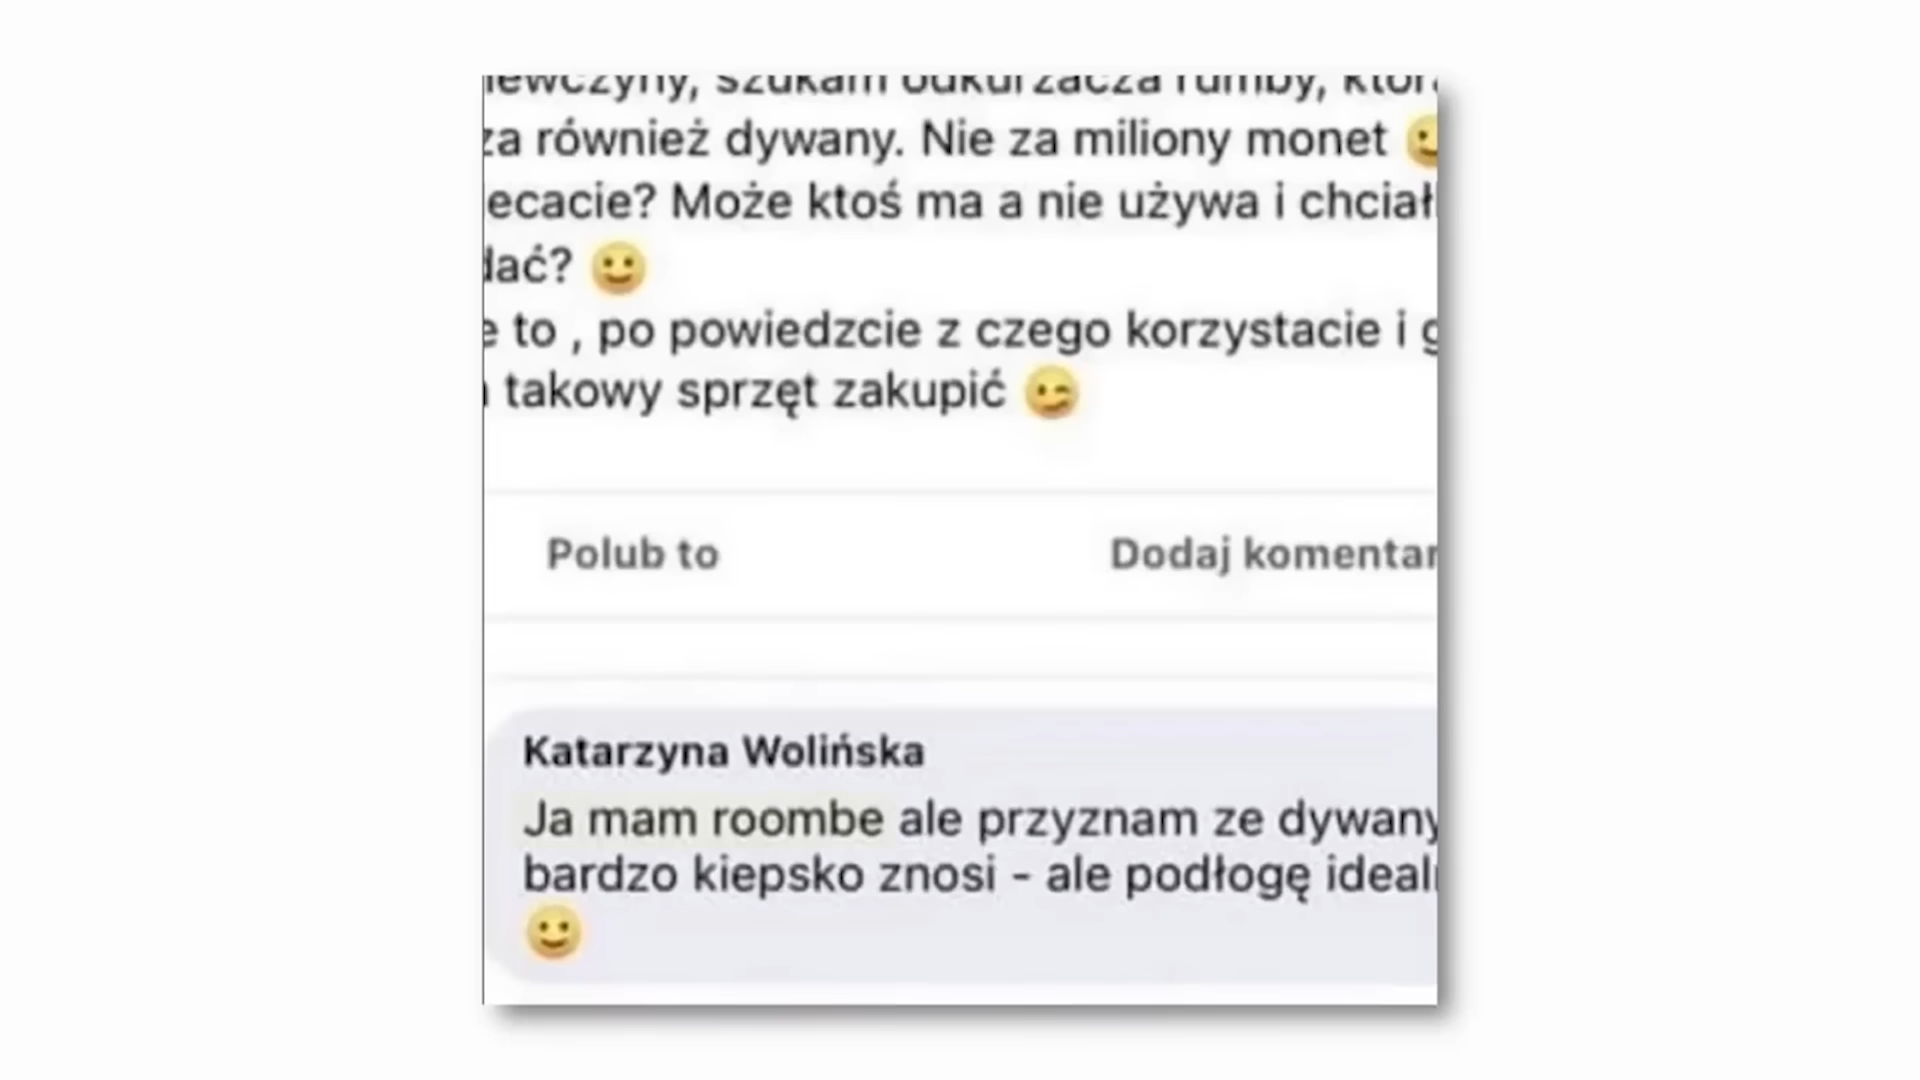 iewczyny, szukam odkurzacza rumby, któr
za również dywany. Nie za miliony monet 😉
ecacie? Może ktoś ma a nie używa i chciał
dać? 🙂
e to , po powiedzcie z czego korzystacie i g
takowy sprzęt zakupić 😉
Polub to
Dodaj komentar
Katarzyna Wolińska
Ja mam roombe ale przyznam ze dywany
bardzo kiepsko znosi - ale podłogę ideal
🙂